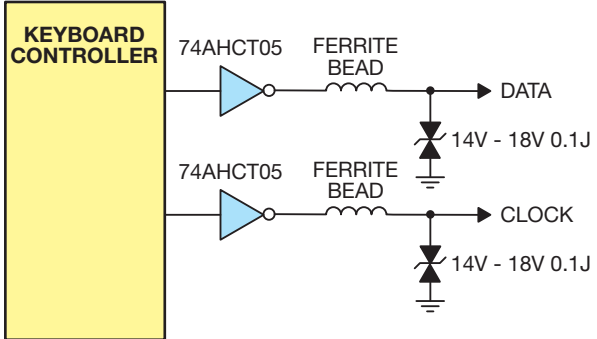 KEYBOARD
CONTROLLER
74AHCT05
FERRITE
BEAD
DATA
14V - 18V 0.1J
74AHCT05
FERRITE
BEAD
CLOCK
14V - 18V 0.1J